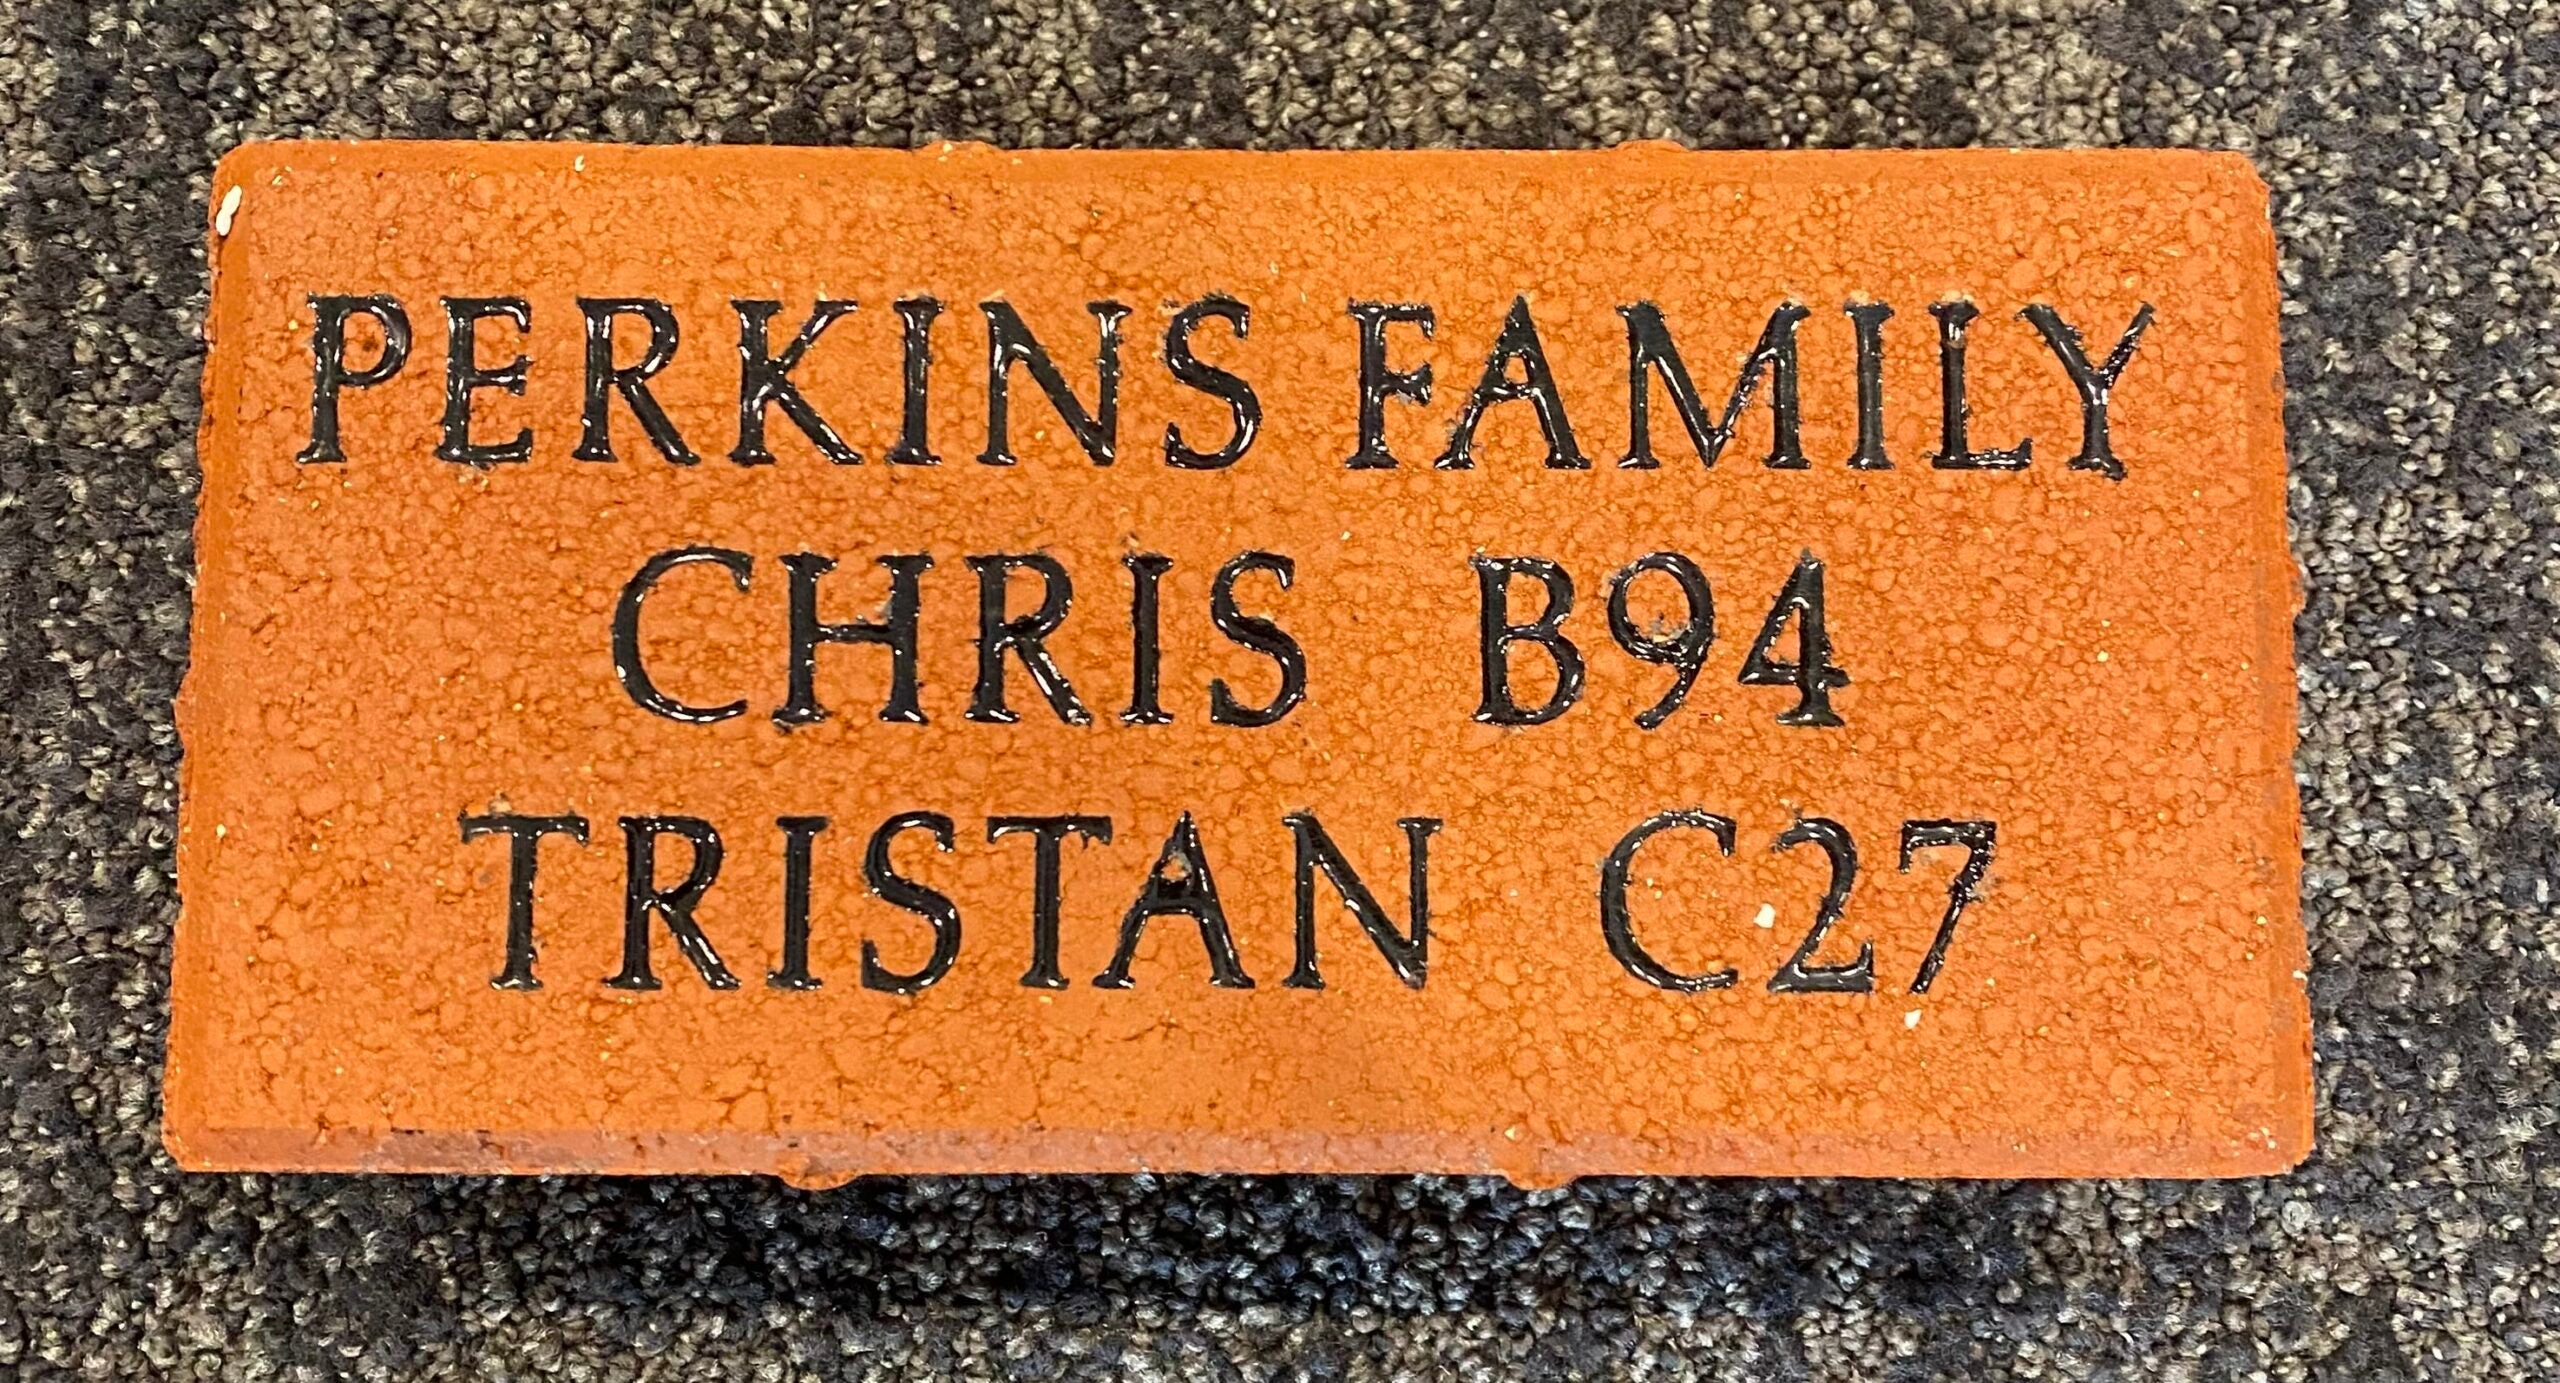 PERKINS FAMILY
CHRIS B94
TRISTAN C27